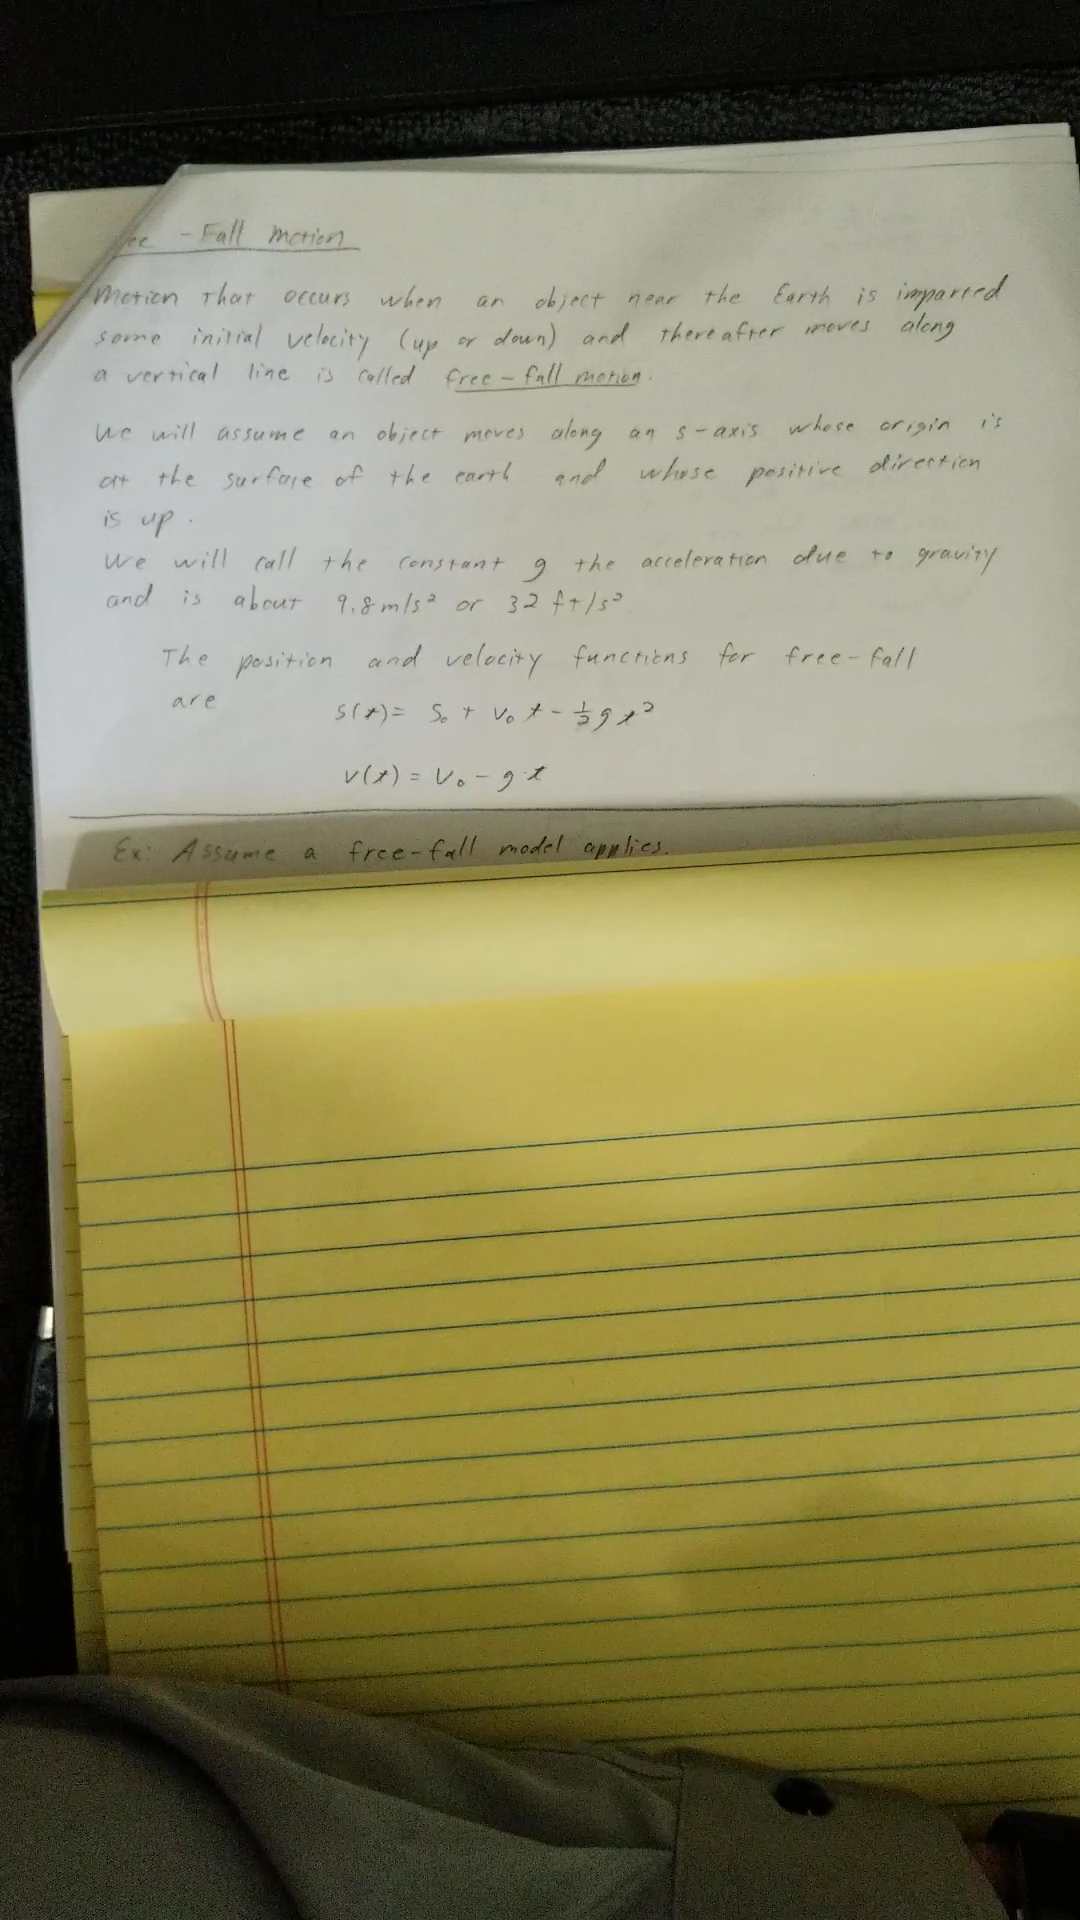 ee - Fall Motion
Motion that occurs when an object near the Earth is imparted
some initial velocity (up or down) and thereafter moves along
a vertical line is called free-fall motion.
We will assume an object moves along an s-axis whose origin is
at the surface of the earth and whose positive direction
is up.
We will call the constant g the acceleration due to gravity
and is about 9.8m/s² or 32 ft/s²
The position and velocity functions for free-fall
are s(t) = S₀ + V₀ t - ½ g t²
v(t) = V₀ - g t
Ex: Assume a free-fall model applies.